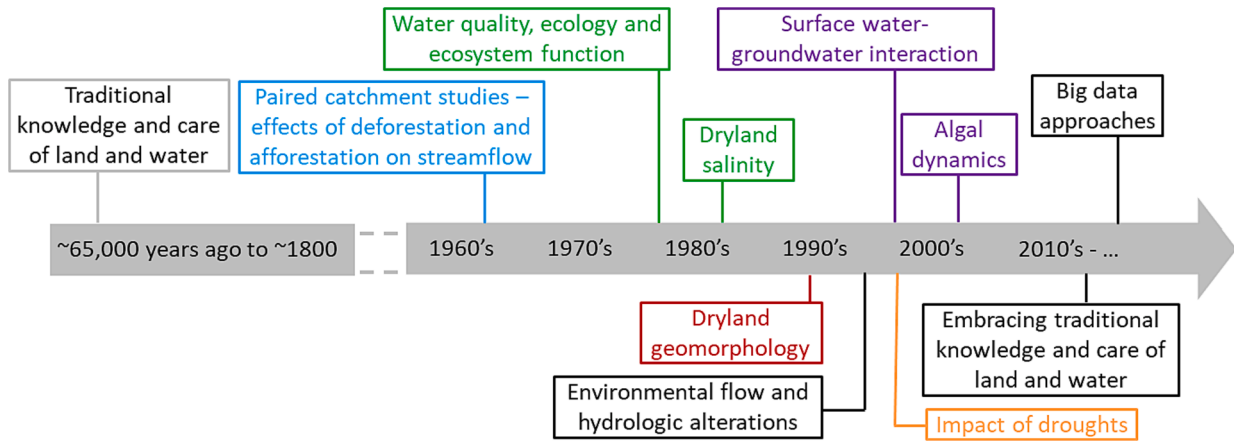 Water quality, ecology and
ecosystem function
Surface water-
groundwater interaction
Traditional
knowledge and care
of land and water
Paired catchment studies –
effects of deforestation and
afforestation on streamflow
Dryland
salinity
Algal
dynamics
Big data
approaches
~65,000 years ago to ~1800
1960's
1970's
1980's
1990's
2000's
2010's - ...
Dryland
geomorphology
Environmental flow and
hydrologic alterations
Embracing traditional
knowledge and care of
land and water
Impact of droughts